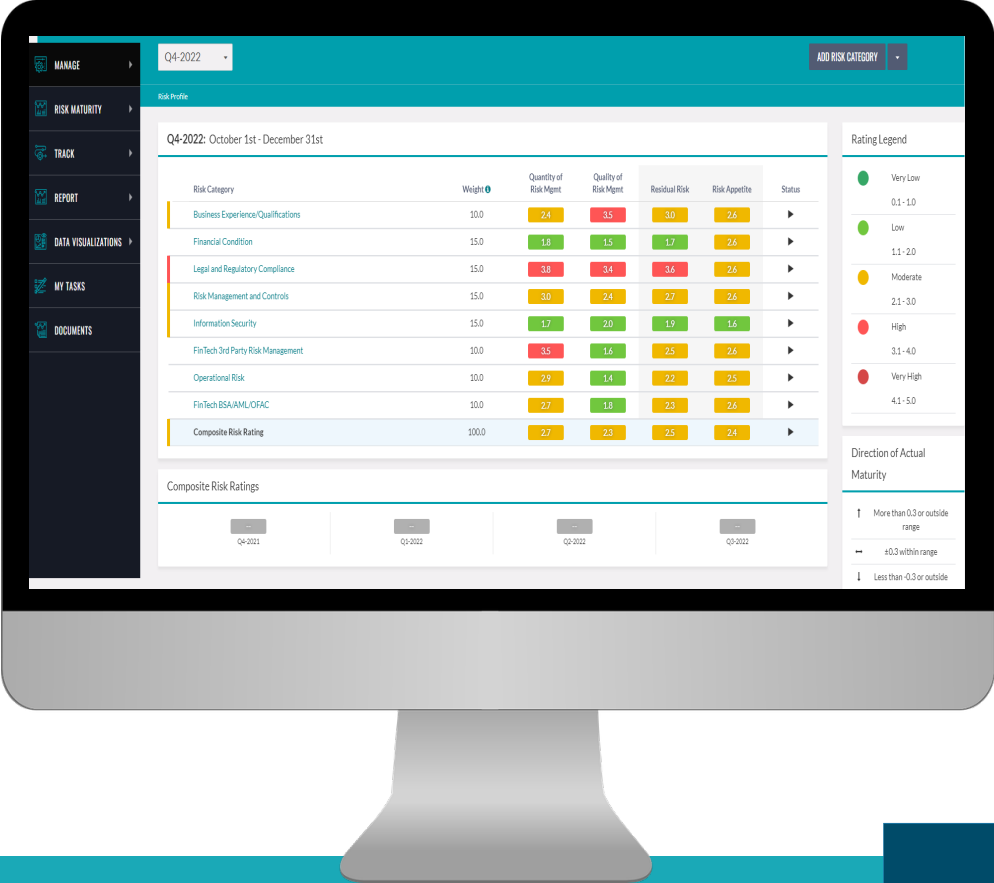 MANAGE
RISK MATURITY
TRACK
REPORT
DATA VISUALIZATIONS
MY TASKS
DOCUMENTS
Q4-2022
ADD RISK CATEGORY
Risk Profile
Q4-2022: October 1st - December 31st
Risk Category Weight Quantity of Risk Mgmt Quality of Risk Mgmt Residual Risk Risk Appetite Status
Business Experience/Qualifications 10.0 2.4 3.5 3.0 2.6
Financial Condition 15.0 1.8 1.5 1.7 2.6
Legal and Regulatory Compliance 15.0 3.8 3.4 3.6 2.6
Risk Management and Controls 15.0 3.0 2.4 2.7 2.6
Information Security 15.0 1.7 2.0 1.9 1.6
FinTech 3rd Party Risk Management 10.0 3.5 1.6 2.5 2.6
Operational Risk 10.0 2.9 1.4 2.2 2.5
FinTech BSA/AML/OFAC 10.0 2.7 1.8 2.3 2.6
Composite Risk Rating 100.0 2.7 2.3 2.5 2.4
Composite Risk Ratings
-- -- -- --
Q4-2021 Q1-2022 Q2-2022 Q3-2022
Rating Legend
Very Low
0.1 - 1.0
Low
1.1 - 2.0
Moderate
2.1 - 3.0
High
3.1 - 4.0
Very High
4.1 - 5.0
Direction of Actual
Maturity
↑ More than 0.3 or outside
range
↔ ±0.3 within range
↓ Less than -0.3 or outside